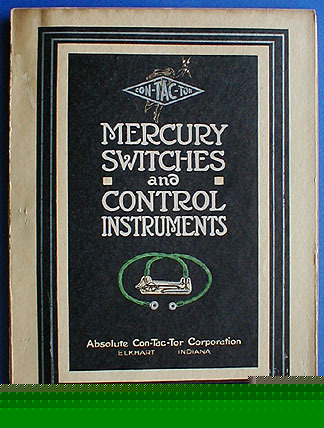 CON-TAC-TOR
MERCURY
SWITCHES
and
CONTROL
INSTRUMENTS
Absolute Con-Tac-Tor Corporation
ELKHART INDIANA